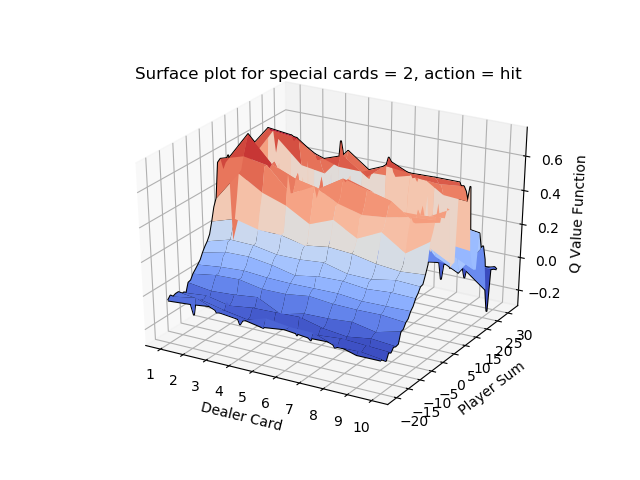 Surface plot for special cards = 2, action = hit
0.6
0.4
0.2
0.0
−0.2
Q Value Function
1 2 3 4 5 6 7 8 9 10
Dealer Card
−20 −15 −10 −5 0 5 10 15 20 25 30
Player Sum